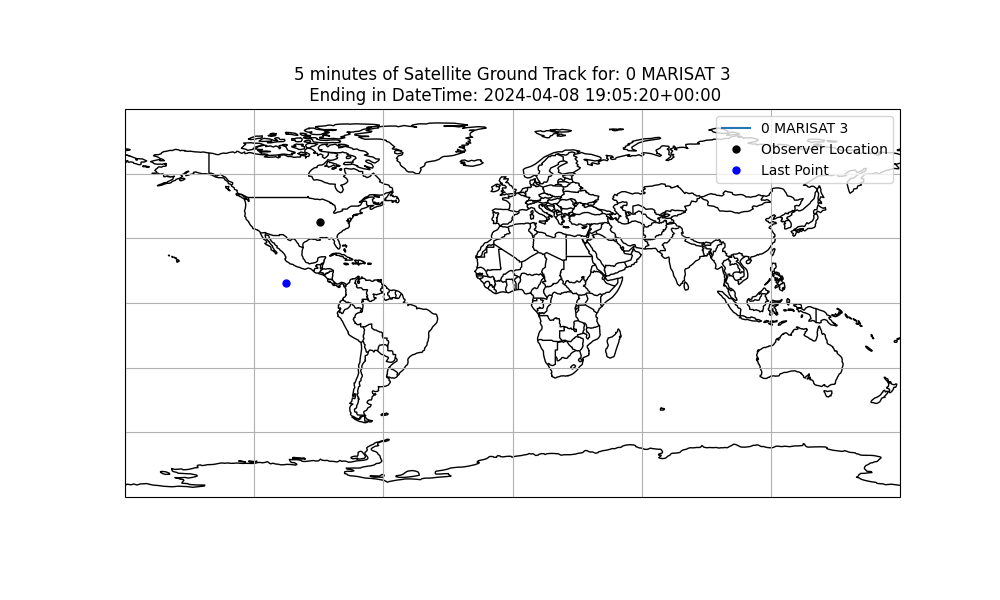 5 minutes of Satellite Ground Track for: 0 MARISAT 3
Ending in DateTime: 2024-04-08 19:05:20+00:00
0 MARISAT 3
Observer Location
Last Point